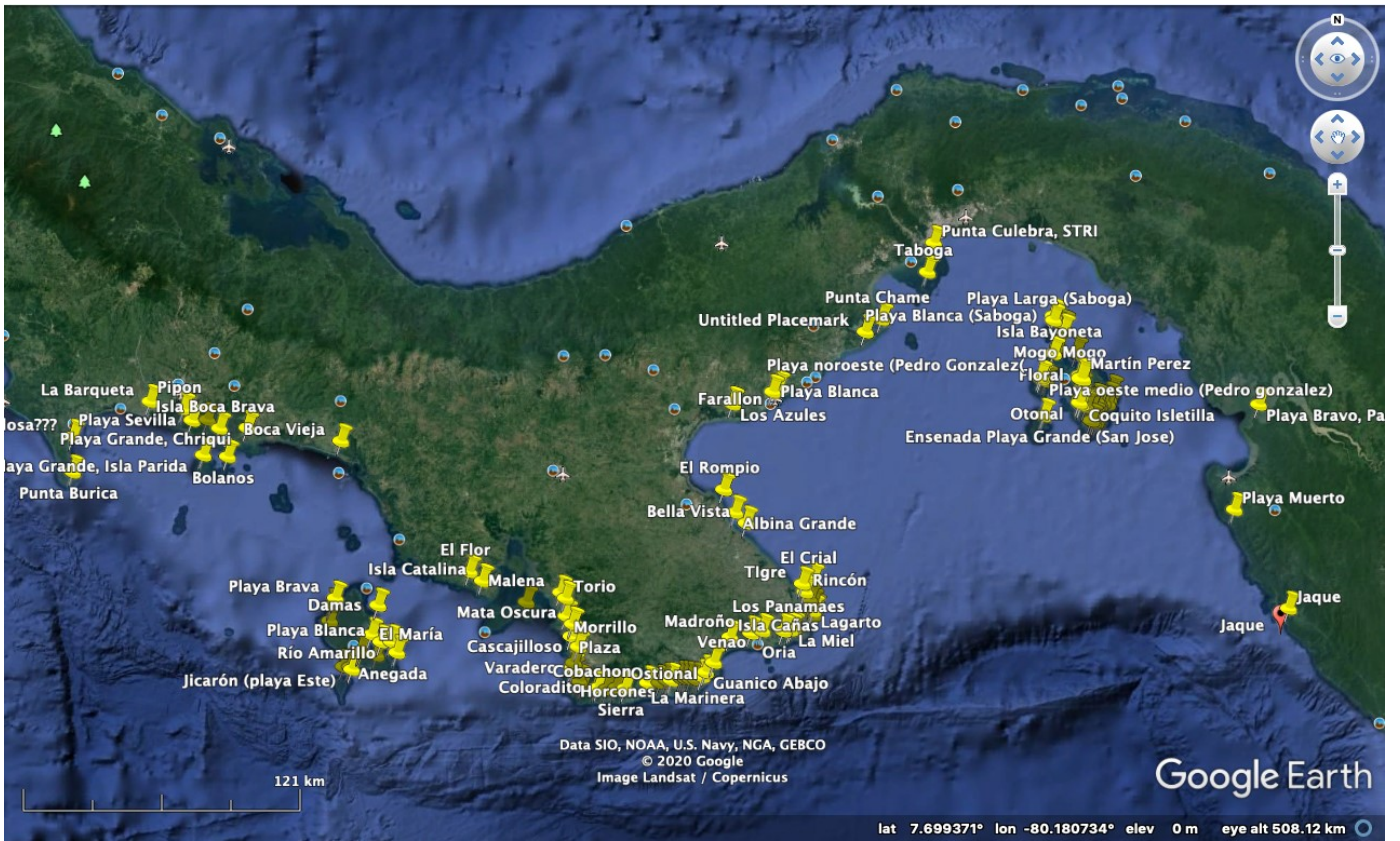 N
Punta Culebra, STRI
Taboga
Punta Chame
Playa Larga (Saboga)
Untitled Placemark
Playa Blanca (Saboga)
Isla Bayoneta
Mogo Mogo
Playa noroeste (Pedro Gonzalez)
Martín Perez
Floral
La Barqueta
Pipon
Playa Blanca
Playa oeste medio (Pedro gonzalez)
Isla Boca Brava
Farallon
Los Azules
Otonal
Coquito Isletilla
Playa Bravo, Pa
Playa Sevilla
losa???
Boca Vieja
Playa Grande, Chriqui
Ensenada Playa Grande (San Jose)
laya Grande, Isla Parida
Bolanos
El Rompio
Punta Burica
Playa Muerto
Bella Vista
Albina Grande
El Flor
El Crial
Isla Catalina
Malena
TIgre
Rincón
Playa Brava
Torio
Damas
Jaque
Mata Oscura
Los Panamaes
Playa Blanca
El María
Morrillo
Madroño
Isla Cañas
Lagarto
Jaque
Río Amarillo
Cascajilloso
Plaza
Venao
La Miel
Oria
Jicarón (playa Este)
Anegada
Varadero
Cobachon
Ostional
Coloradito
Horcones
Guanico Abajo
La Marinera
Sierra
Data SIO, NOAA, U.S. Navy, NGA, GEBCO
© 2020 Google
Image Landsat / Copernicus
121 km
Google Earth
lat 7.699371° lon -80.180734° elev 0 m eye alt 508.12 km